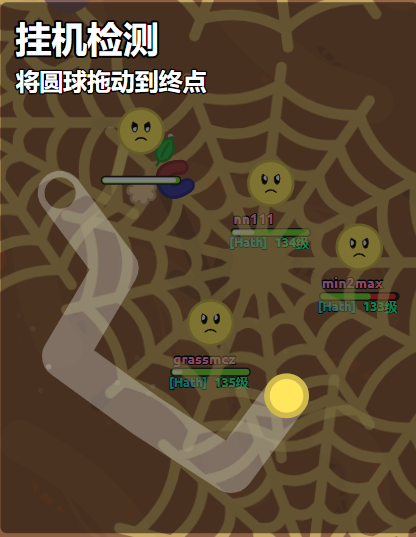 挂机检测
将圆球拖动到终点
nn111
[Hath] 134级
min2max
[Hath] 133级
grassmcz
[Hath] 135级